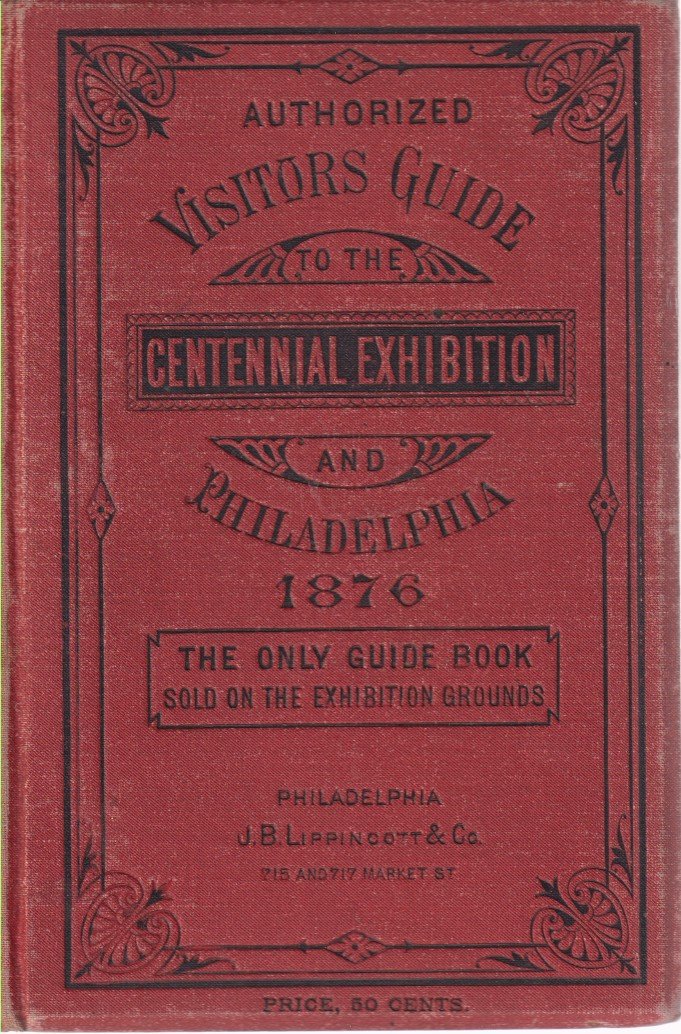 AUTHORIZED
VISITORS GUIDE
TO THE
CENTENNIAL EXHIBITION
AND
PHILADELPHIA
1876
THE ONLY GUIDE BOOK
SOLD ON THE EXHIBITION GROUNDS
PHILADELPHIA
J.B. LIPPINCOTT & CO.
715 AND 717 MARKET ST
PRICE, 50 CENTS.